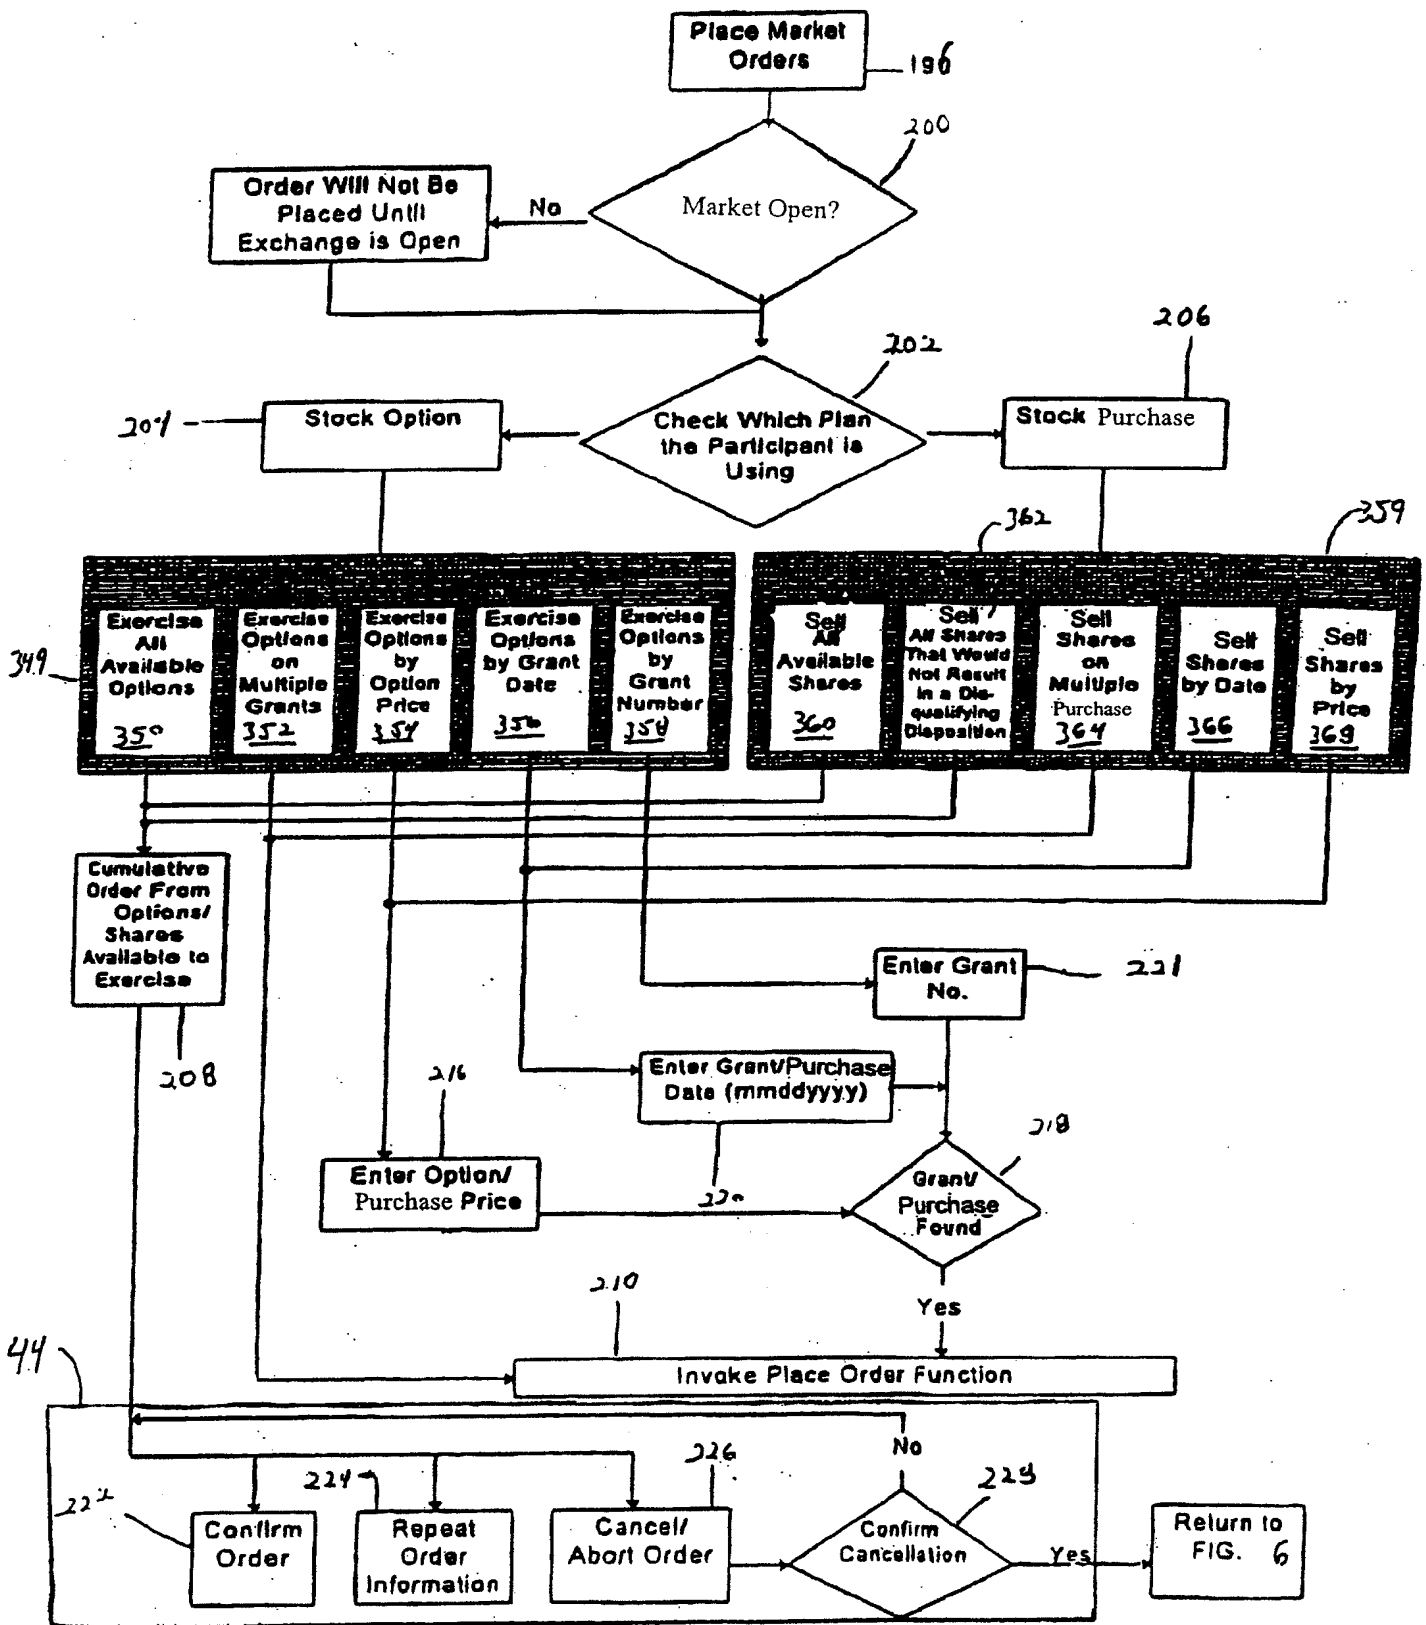 Place Market
Orders
196
200
Market Open?
No
Order Will Not Be
Placed Until
Exchange is Open
202
206
204
Stock Option
Check Which Plan
the Participant is
Using
Stock Purchase
362
359
349
Exercise
All
Available
Options
350
Exercise
Options
on
Multiple
Grants
352
Exercise
Options
by
Option
Price
354
Exercise
Options
by Grant
Date
356
Exercise
Options
by
Grant
Number
358
Sell
All
Available
Shares
360
Sell
All Shares
That Would
Not Result
in a Dis-
qualifying
Disposition
Sell
Shares
on
Multiple
Purchase
364
Sell
Shares
by Date
366
Sell
Shares
by
Price
368
Cumulative
Order From
Options/
Shares
Available to
Exercise
208
Enter Grant
No.
221
Enter Grant/Purchase
Date (mmddyyyy)
216
220
218
Enter Option/
Purchase Price
Grant/
Purchase
Found
Yes
210
Invoke Place Order Function
44
No
222
224
226
228
Confirm
Order
Repeat
Order
Information
Cancel/
Abort Order
Confirm
Cancellation
Yes
Return to
FIG. 6